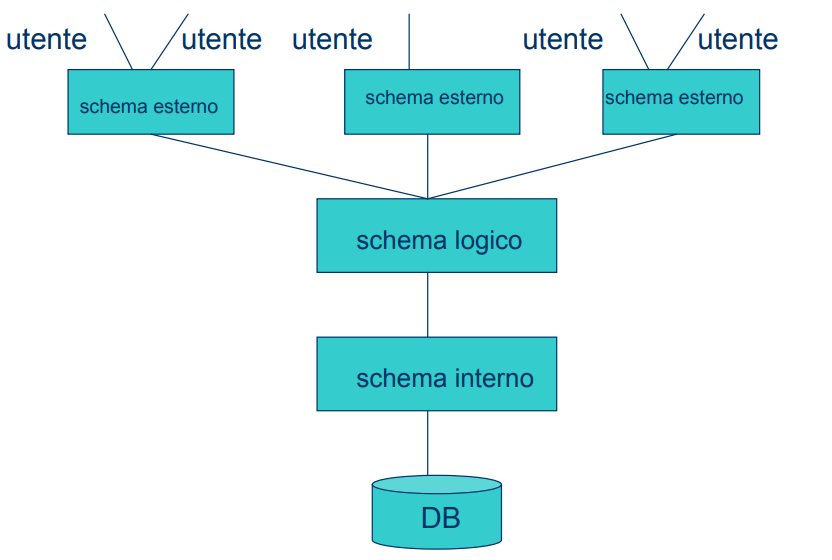 utente
utente
utente
utente
utente
schema esterno
schema esterno
schema esterno
schema logico
schema interno
DB